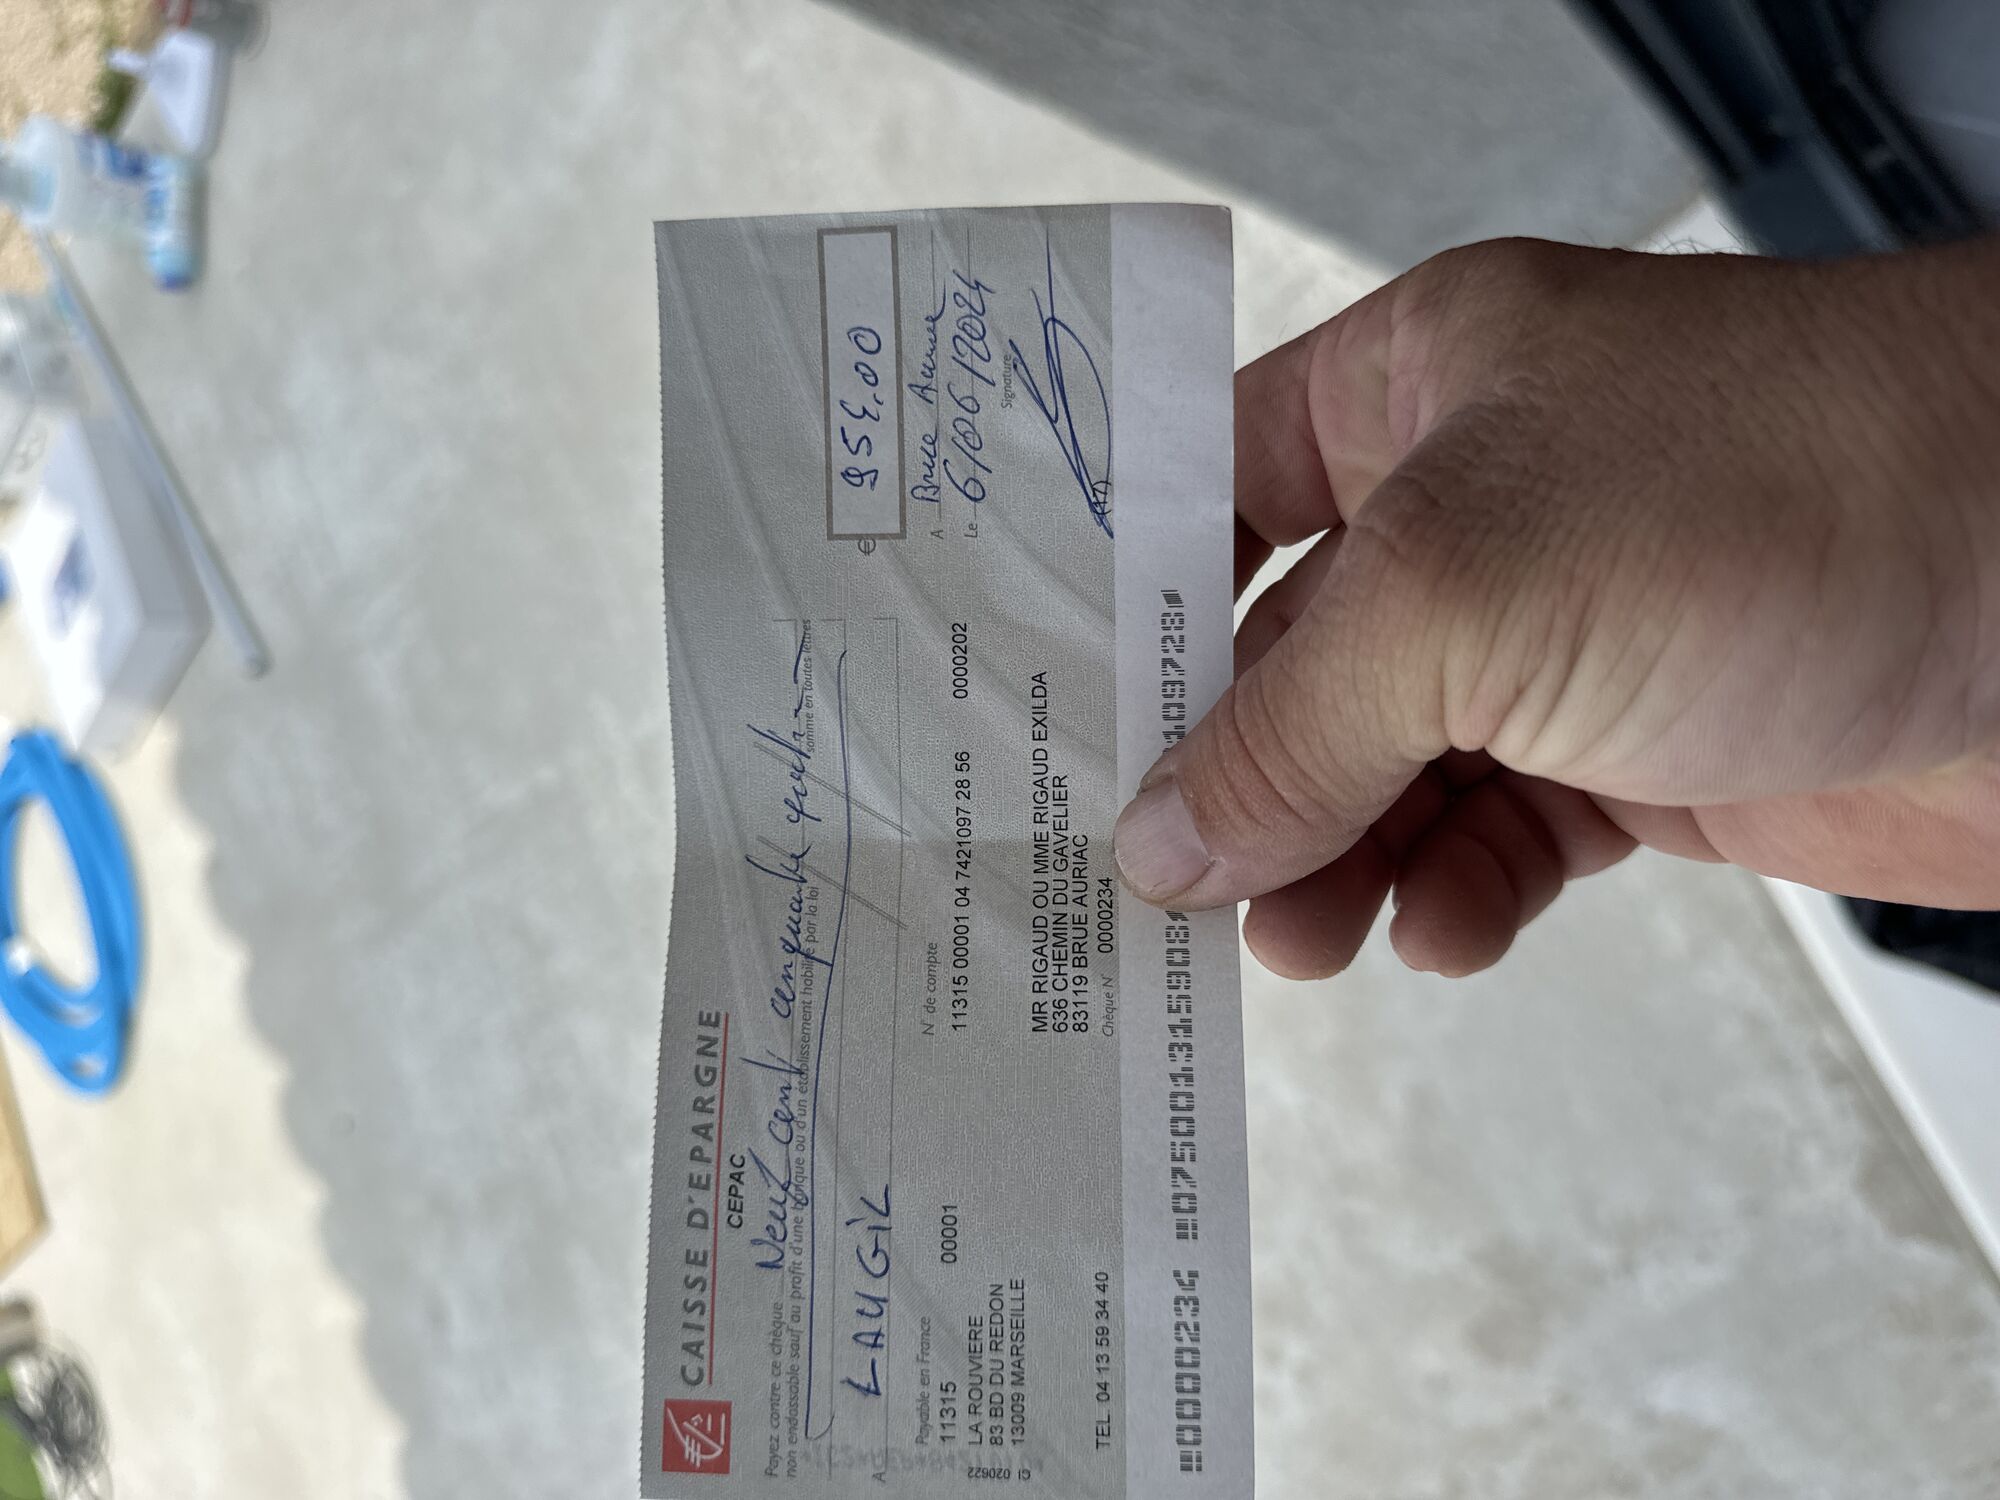 CAISSE D'EPARGNE
CEPAC
Payez contre ce chèque Neuf cent cinquante quatre
non endossable sauf au profit d'une banque ou d'un établissement habilité par la loi
somme en toutes lettres
A LAUGIL
€ 954.00
Payable en France
11315 00001
LA ROUVIERE
83 BD DU REDON
13009 MARSEILLE
TEL 04 13 59 34 40
020622
N° de compte
11315 00001 04 7421097 28 56 0000202
MR RIGAUD OU MME RIGAUD EXILDA
636 CHEMIN DU GAVELIER
83119 BRUE AURIAC
Chèque N° 0000234
A Brue Auriac
Le 6/06/2024
Signature